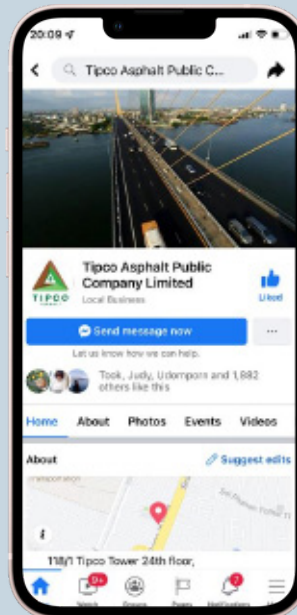 20:09
Tipco Asphalt Public C...
TIPCO
Tipco Asphalt Public
Company Limited
Local Business
Liked
Send message now
...
Let us know how we can help.
Took, Judy, Udomporn and 1,882
others like this
Home About Photos Events Videos
About Suggest edits
118/1 Tipco Tower 24th floor,
9+
7
Watch Groups Pages Notifications